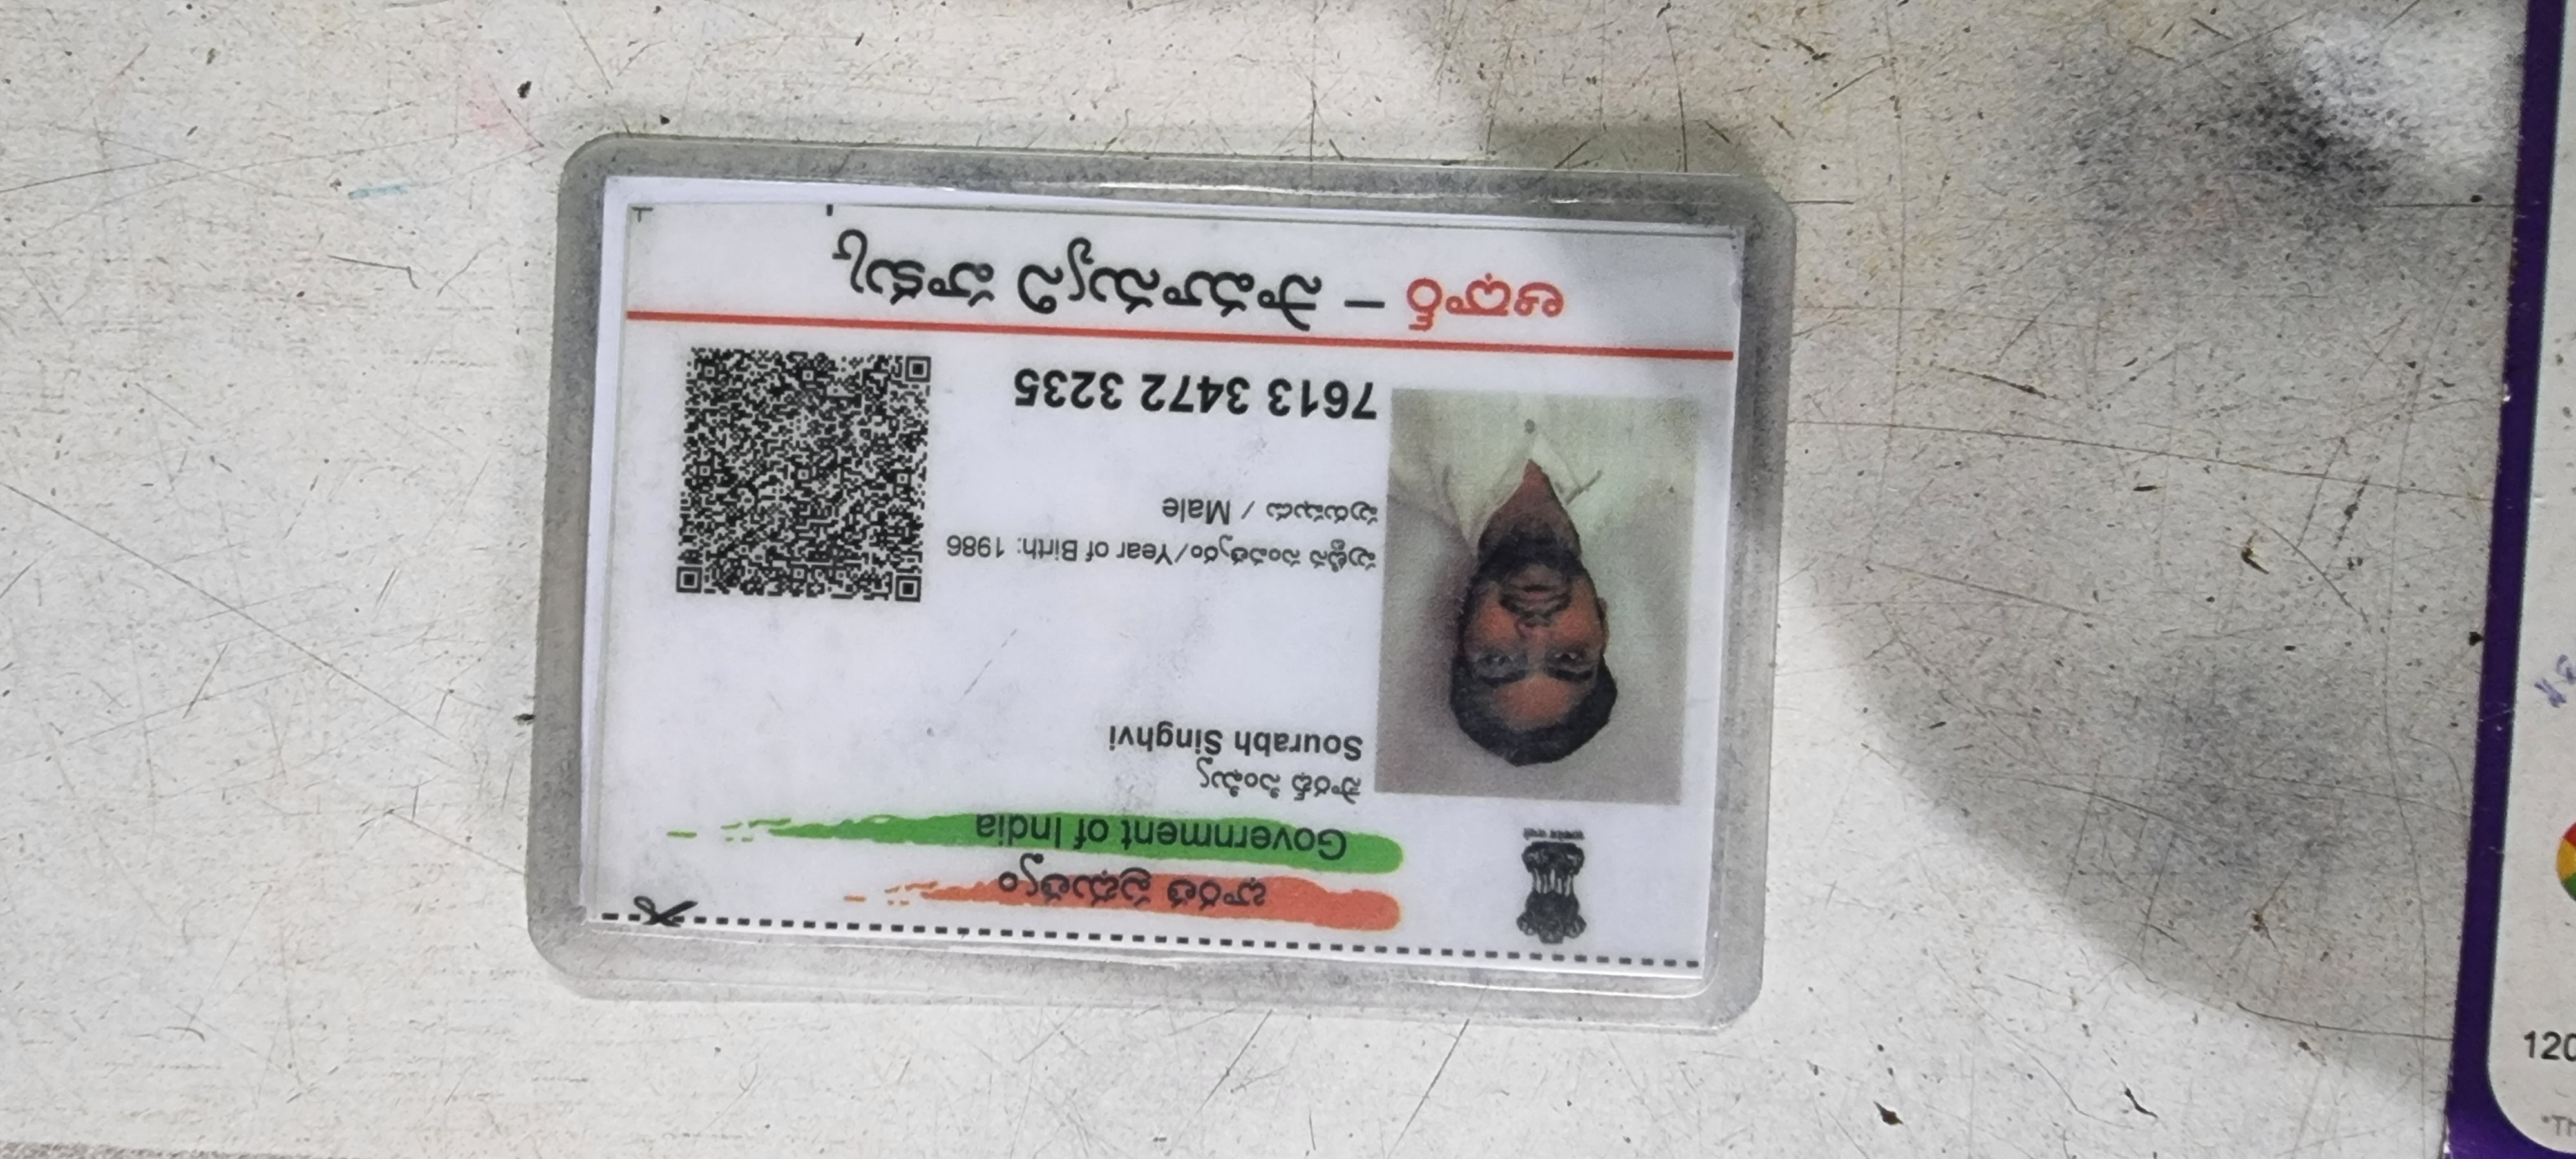 భారత ప్రభుత్వం
Government of India
సౌరభ్ సింఘ్వి
Sourabh Singhvi
పుట్టిన సంవత్సరం/Year of Birth: 1986
పురుషుడు / Male
7613 3472 3235
ఆధార్ – సామాన్యుని హక్కు
120